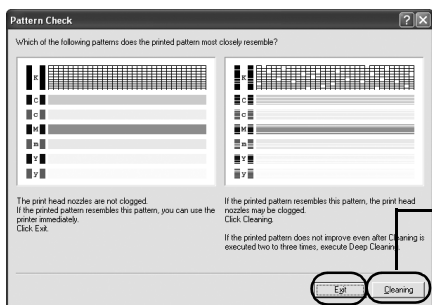 Pattern Check
Which of the following patterns does the printed pattern most closely resemble?
K
C
c
M
m
Y
y
K
C
c
M
m
Y
y
The print head nozzles are not clogged.
If the printed pattern resembles this pattern, you can use the
printer immediately.
Click Exit.
If the printed pattern resembles this pattern, the print head
nozzles may be clogged.
Click Cleaning.
If the printed pattern does not improve even after Cleaning is
executed two to three times, execute Deep Cleaning.
Exit
Cleaning